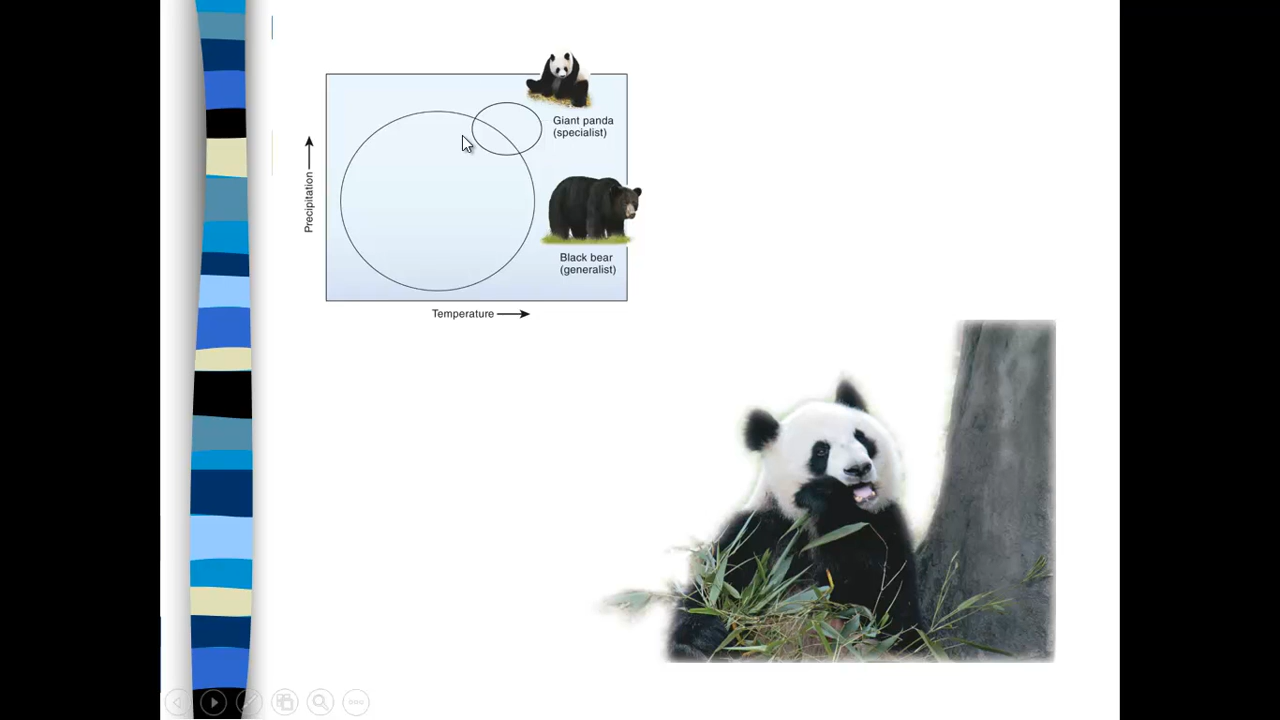 Giant panda
(specialist)
Precipitation
Black bear
(generalist)
Temperature